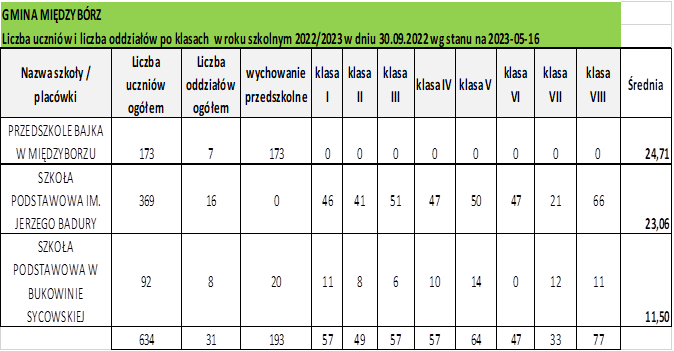 GMINA MIĘDZYBÓRZ
Liczba uczniów i liczba oddziałów po klasach w roku szkolnym 2022/2023 w dniu 30.09.2022 wg stanu na 2023-05-16
Nazwa szkoły / placówki Liczba uczniów ogółem Liczba oddziałów ogółem wychowanie przedszkolne klasa I klasa II klasa III klasa IV klasa V klasa VI klasa VII klasa VIII Średnia
PRZEDSZKOLE BAJKA
W MIĘDZYBORZU 173 7 173 0 0 0 0 0 0 0 0 24,71
SZKOŁA
PODSTAWOWA IM. 369 16 0 46 41 51 47 50 47 21 66
JERZEGO BADURY 23,06
SZKOŁA
PODSTAWOWA W
BUKOWINIE 92 8 20 11 8 6 10 14 0 12 11
SYCOWSKIEJ 11,50
634 31 193 57 49 57 57 64 47 33 77